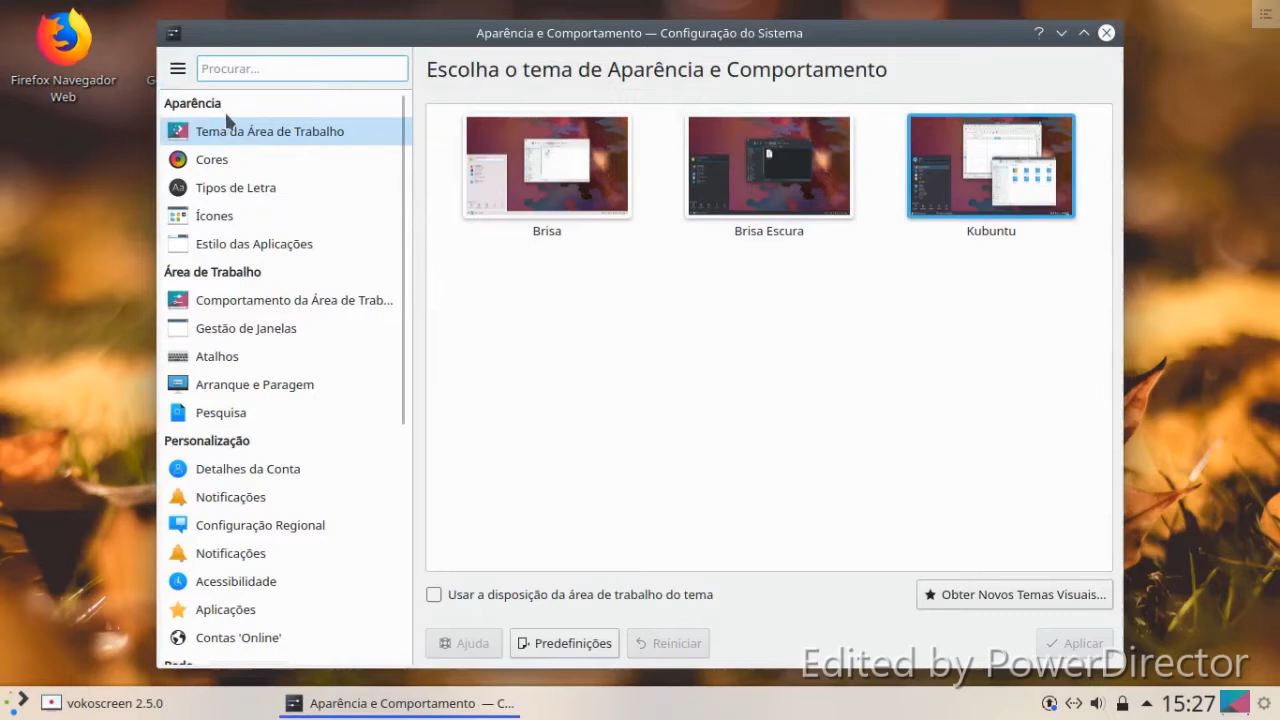 Firefox Navegador
Web
Aparência e Comportamento — Configuração do Sistema
Procurar...
Aparência
Tema da Área de Trabalho
Cores
Tipos de Letra
Ícones
Estilo das Aplicações
Área de Trabalho
Comportamento da Área de Trab...
Gestão de Janelas
Atalhos
Arranque e Paragem
Pesquisa
Personalização
Detalhes da Conta
Notificações
Configuração Regional
Notificações
Acessibilidade
Aplicações
Contas 'Online'
Escolha o tema de Aparência e Comportamento
Brisa
Brisa Escura
Kubuntu
Usar a disposição da área de trabalho do tema
Obter Novos Temas Visuais...
Ajuda
Predefinições
Reiniciar
Aplicar
Edited by PowerDirector
vokoscreen 2.5.0
Aparência e Comportamento — C...
15:27